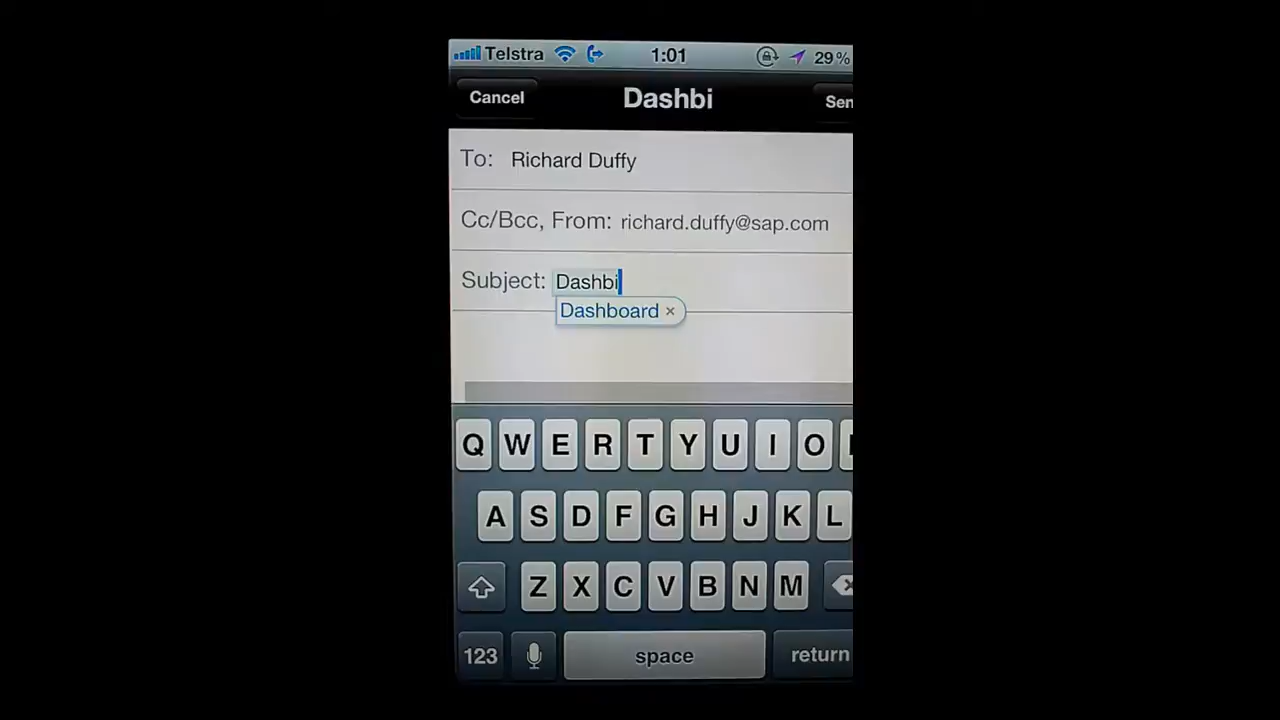 Telstra 1:01 29%
Cancel Dashbi Sen
To: Richard Duffy
Cc/Bcc, From: richard.duffy@sap.com
Subject: Dashbi
Dashboard ×
Q W E R T Y U I O
A S D F G H J K L
Z X C V B N M
123 space return